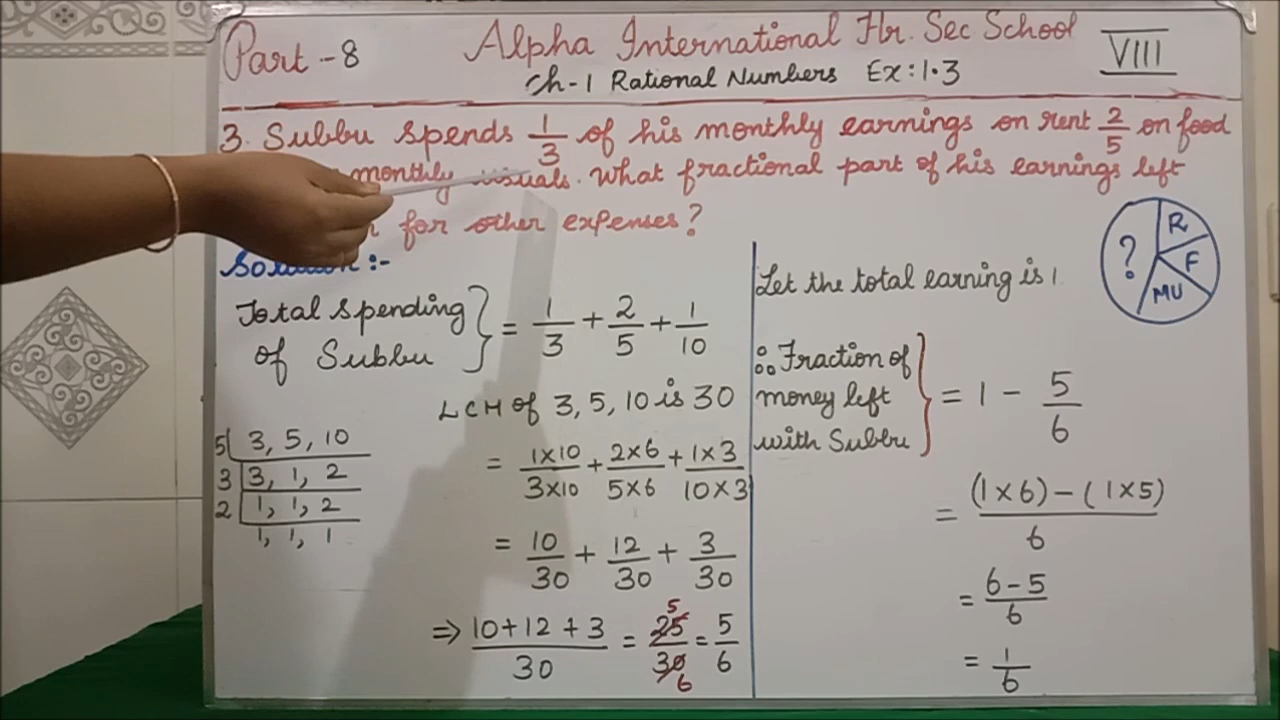 Part - 8
Alpha International Hr. Sec School
VIII
Ch-1 Rational Numbers Ex: 1.3
3. Subbu spends 1/3 of his monthly earnings on rent 2/5 on food
monthly usuals. What fractional part of his earnings left
for other expenses?
Solution :-
Total spending
of Subbu } = 1/3 + 2/5 + 1/10
LCM of 3, 5, 10 is 30
5 | 3, 5, 10
3 | 3, 1, 2
2 | 1, 1, 2
1, 1, 1
= 1×10/3×10 + 2×6/5×6 + 1×3/10×3
= 10/30 + 12/30 + 3/30
⇒ 10+12+3/30 = 25/30 = 5/6
5
6
Let the total earning is 1
R
F
MU
?
∴ Fraction of
money left
with Subbu } = 1 - 5/6
= (1×6) - (1×5)/6
= 6-5/6
= 1/6